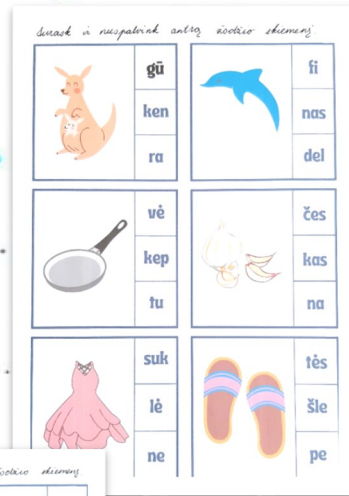 Surask ir nuspalvink antrą žodžio skiemenį.
gū
ken
ra
fi
nas
del
vė
kep
tu
čes
kas
na
suk
lė
ne
tės
šle
pe
žodžio skiemenį